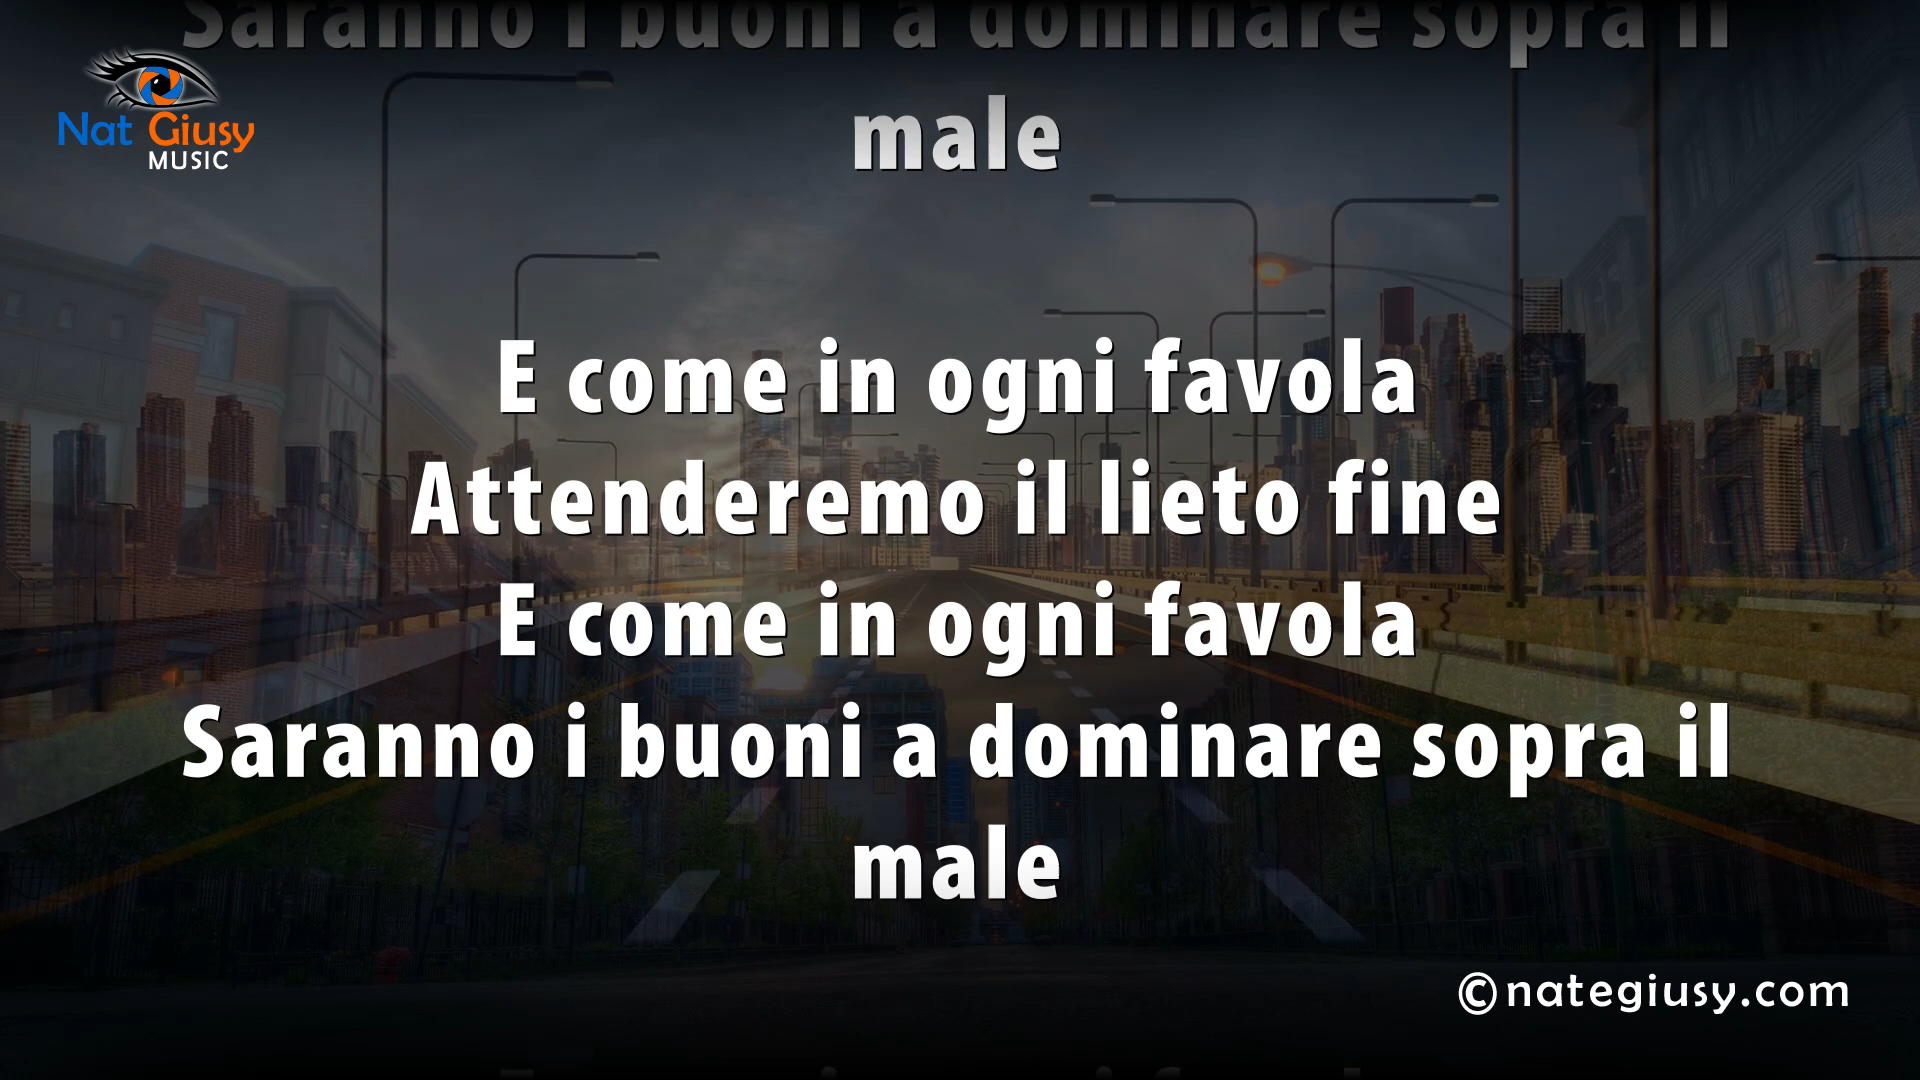 Saranno i buoni a dominare sopra il
male
Nat Giusy
MUSIC
E come in ogni favola
Attenderemo il lieto fine
E come in ogni favola
Saranno i buoni a dominare sopra il
male
©nategiusy.com